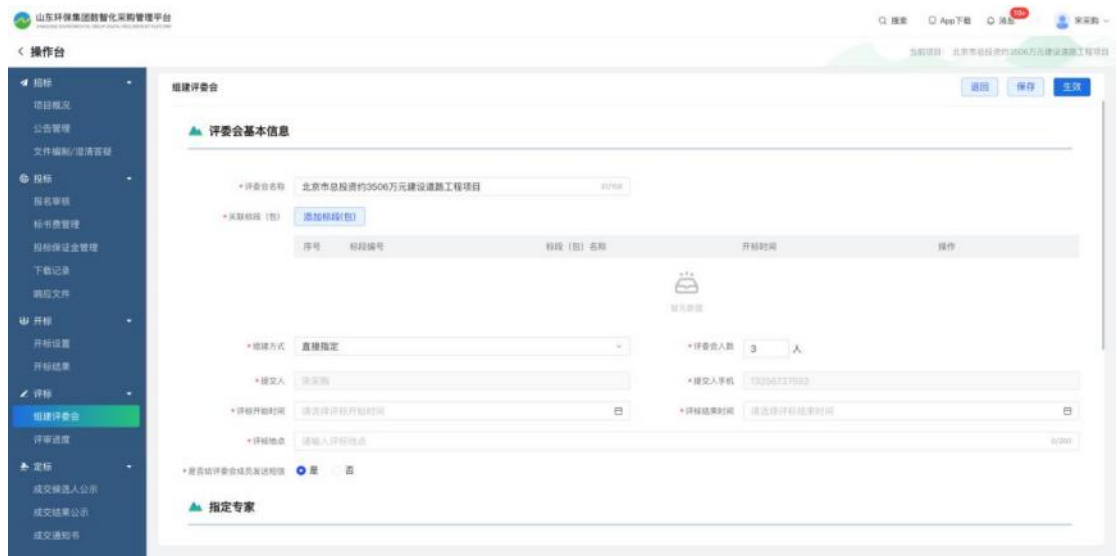 山东环保集团数智化采购管理平台
搜索 App下载 消息 10+ 宋采购
操作台
当前项目 北京市总投资约3506万元建设道路工程项目
招标
项目概况
公告管理
文件编制/澄清答疑
投标
报名审核
标书费管理
投标保证金管理
下载记录
响应文件
开标
开标设置
开标结果
评标
组建评委会
评审进度
定标
成交候选人公示
成交结果公示
成交通知书
组建评委会
退回 保存 生效
评委会基本信息
*评委会名称 北京市总投资约3506万元建设道路工程项目
*关联标段（包） 添加标段(包)
序号 标段编号 标段（包）名称 开标时间 操作
暂无数据
*组建方式 直接指定 *评委会人数 3 人
*提交人 宋采购 *提交人手机
*评标开始时间 请选择评标开始时间 *评标结束时间 请选择评标结束时间
*评标地点 请输入评标地点 0/200
*是否给评委会成员发送短信 是 否
指定专家